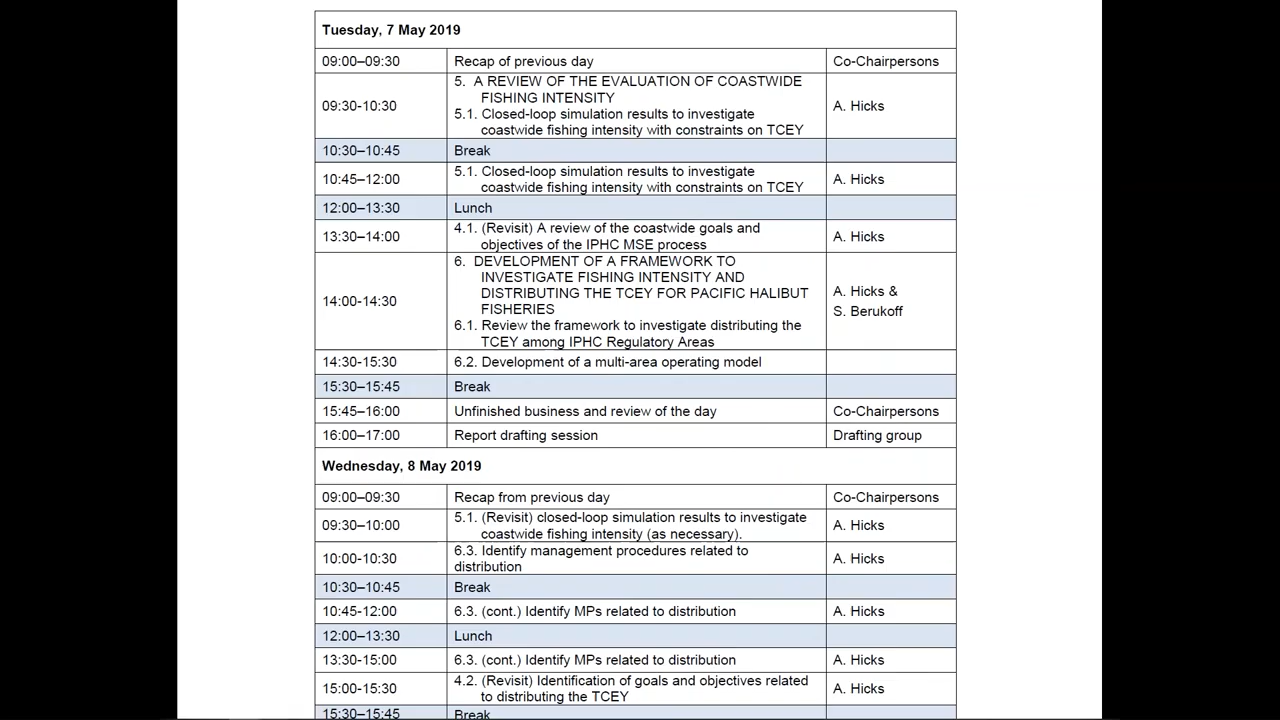 Tuesday, 7 May 2019
09:00–09:30 Recap of previous day Co-Chairpersons
5. A REVIEW OF THE EVALUATION OF COASTWIDE
FISHING INTENSITY
09:30-10:30 A. Hicks
5.1. Closed-loop simulation results to investigate
coastwide fishing intensity with constraints on TCEY
10:30–10:45 Break
10:45–12:00 A. Hicks
5.1. Closed-loop simulation results to investigate
coastwide fishing intensity with constraints on TCEY
12:00–13:30 Lunch
13:30–14:00 A. Hicks
4.1. (Revisit) A review of the coastwide goals and
objectives of the IPHC MSE process
6. DEVELOPMENT OF A FRAMEWORK TO
INVESTIGATE FISHING INTENSITY AND
DISTRIBUTING THE TCEY FOR PACIFIC HALIBUT
FISHERIES
14:00-14:30 A. Hicks &
S. Berukoff
6.1. Review the framework to investigate distributing the
TCEY among IPHC Regulatory Areas
14:30-15:30 6.2. Development of a multi-area operating model
15:30–15:45 Break
15:45–16:00 Unfinished business and review of the day Co-Chairpersons
16:00–17:00 Report drafting session Drafting group
Wednesday, 8 May 2019
09:00–09:30 Recap from previous day Co-Chairpersons
09:30–10:00 A. Hicks
5.1. (Revisit) closed-loop simulation results to investigate
coastwide fishing intensity (as necessary).
10:00-10:30 A. Hicks
6.3. Identify management procedures related to
distribution
10:30–10:45 Break
10:45-12:00 6.3. (cont.) Identify MPs related to distribution A. Hicks
12:00–13:30 Lunch
13:30-15:00 6.3. (cont.) Identify MPs related to distribution A. Hicks
15:00-15:30 A. Hicks
4.2. (Revisit) Identification of goals and objectives related
to distributing the TCEY
15:30–15:45 Break